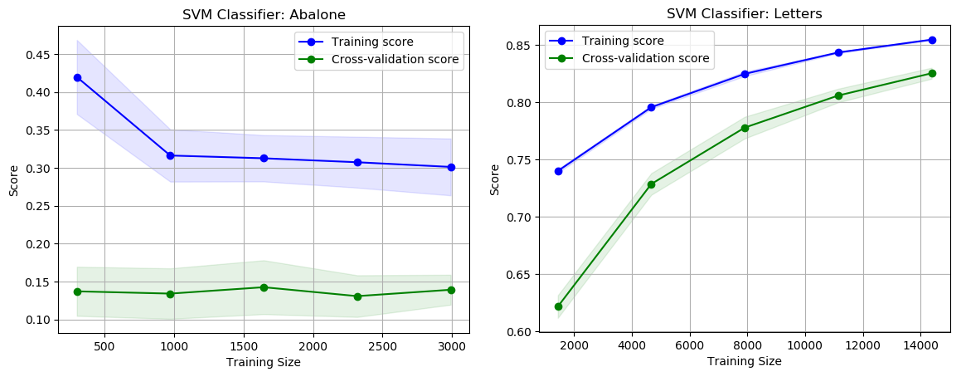 SVM Classifier: Abalone
Training score
Cross-validation score
0.45
0.40
0.35
0.30
0.25
0.20
0.15
0.10
Score
500
1000
1500
2000
2500
3000
Training Size
SVM Classifier: Letters
Training score
Cross-validation score
0.85
0.80
0.75
0.70
0.65
0.60
Score
2000
4000
6000
8000
10000
12000
14000
Training Size